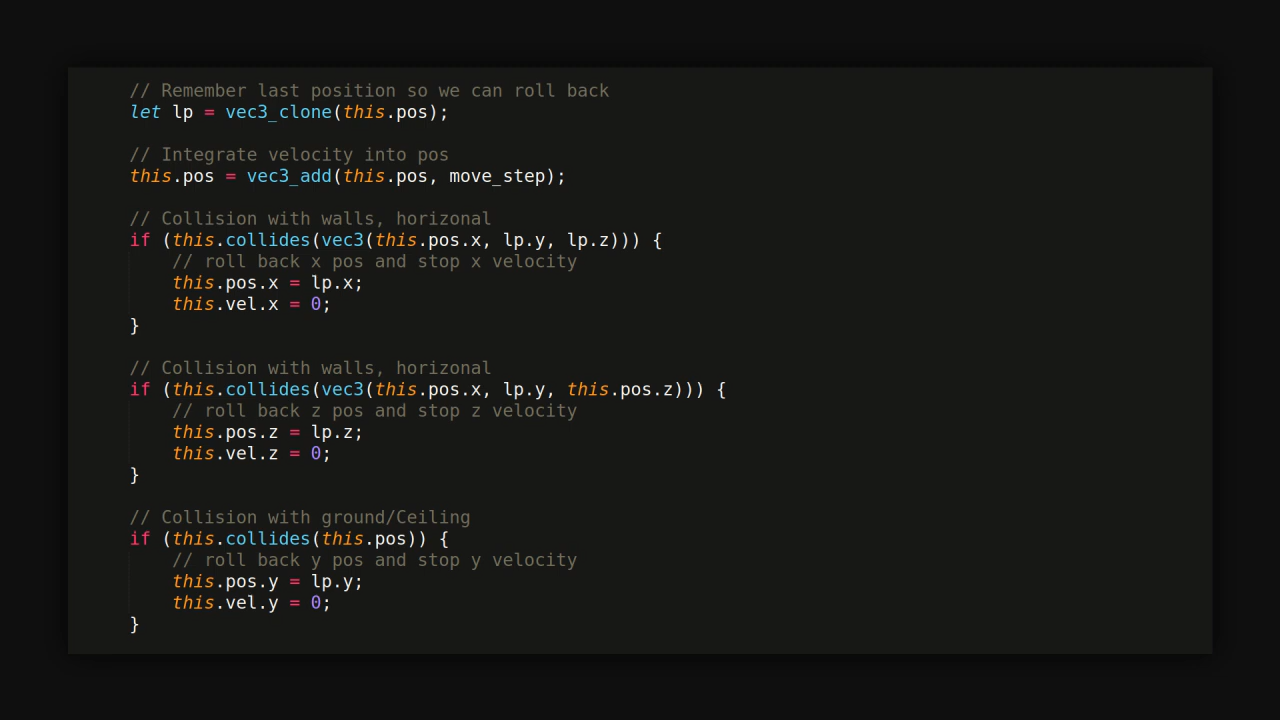 // Remember last position so we can roll back
let lp = vec3_clone(this.pos);
// Integrate velocity into pos
this.pos = vec3_add(this.pos, move_step);
// Collision with walls, horizonal
if (this.collides(vec3(this.pos.x, lp.y, lp.z))) {
// roll back x pos and stop x velocity
this.pos.x = lp.x;
this.vel.x = 0;
}
// Collision with walls, horizonal
if (this.collides(vec3(this.pos.x, lp.y, this.pos.z))) {
// roll back z pos and stop z velocity
this.pos.z = lp.z;
this.vel.z = 0;
}
// Collision with ground/Ceiling
if (this.collides(this.pos)) {
// roll back y pos and stop y velocity
this.pos.y = lp.y;
this.vel.y = 0;
}